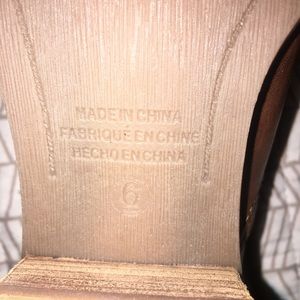 MADE IN CHINA
FABRIQUÉ EN CHINE
HECHO EN CHINA
6